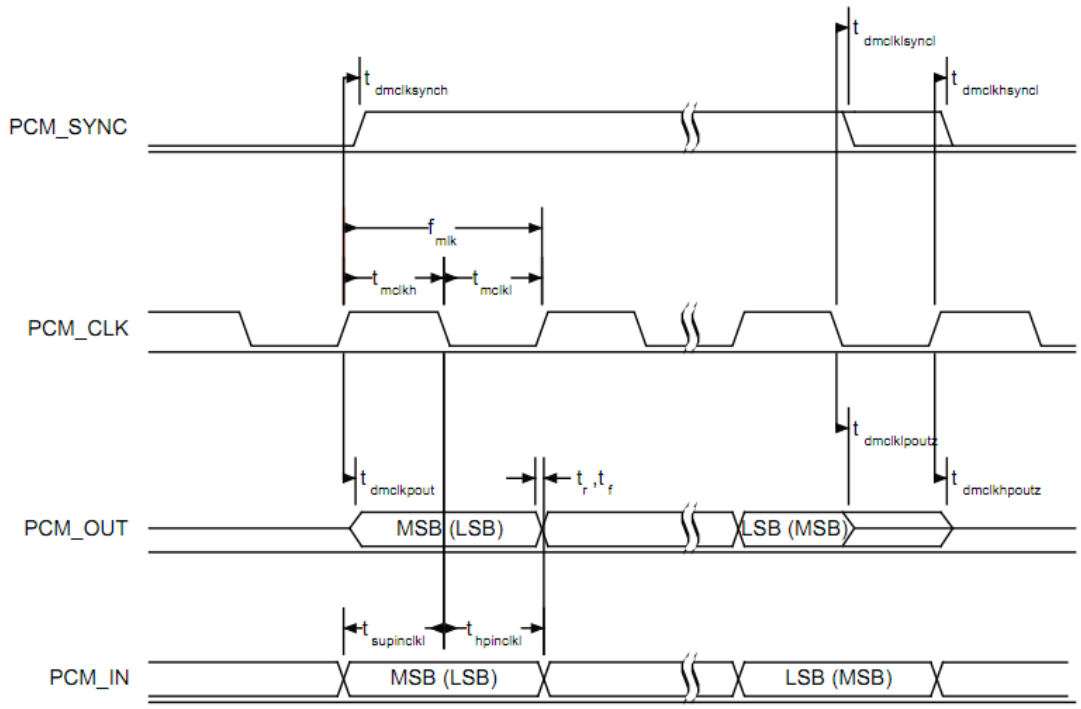 t dmclklsyncl
t dmclksynch
t dmclkhsyncl
PCM_SYNC
f mlk
t mclkh
t mclkl
PCM_CLK
t dmclklpoutz
t dmclkpout
t r ,t f
t dmclkhpoutz
PCM_OUT
MSB (LSB)
LSB (MSB)
t supinclkl
t hpinclkl
PCM_IN
MSB (LSB)
LSB (MSB)